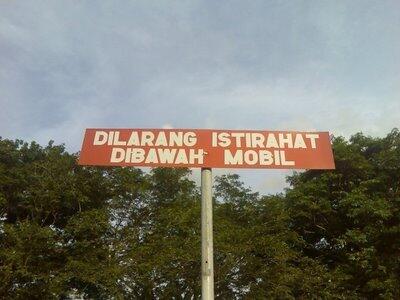 DILARANG ISTIRAHAT
DIBAWAH MOBIL